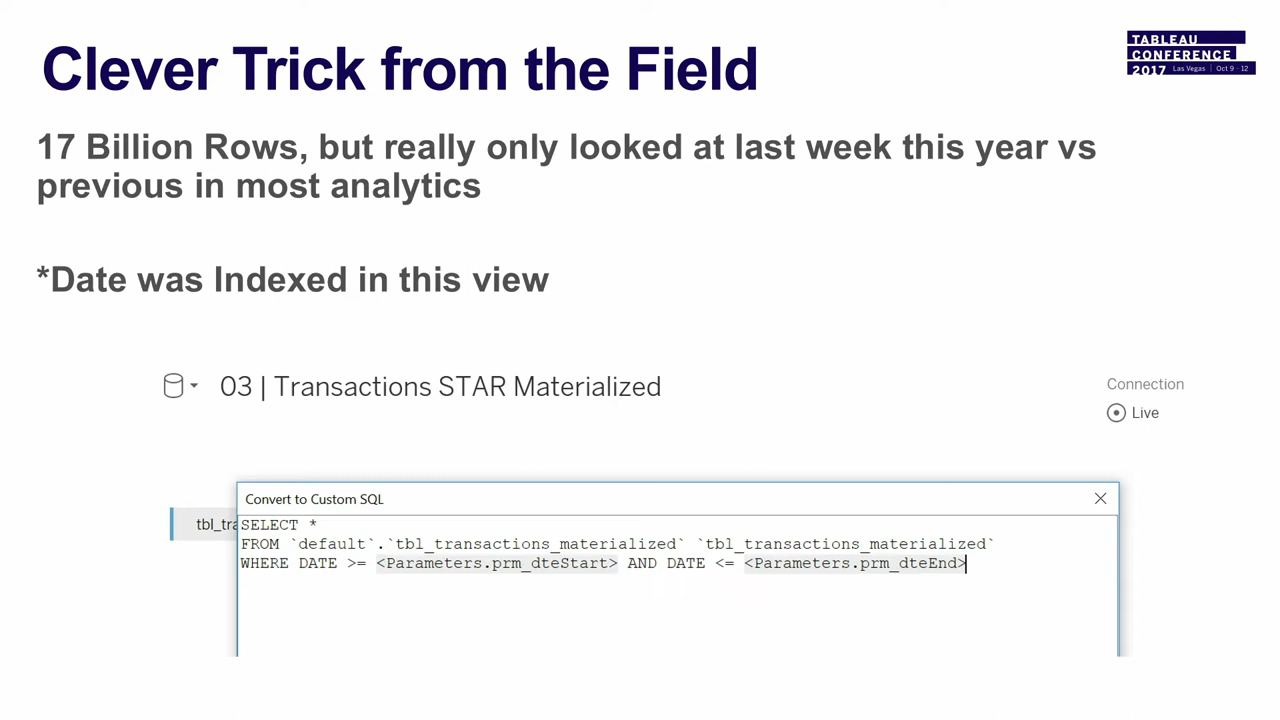 Clever Trick from the Field
TABLEAU
CONFERENCE
2017 Las Vegas | Oct 9 - 12
17 Billion Rows, but really only looked at last week this year vs
previous in most analytics
*Date was Indexed in this view
03 | Transactions STAR Materialized
Connection
Live
Convert to Custom SQL
tbl_tra
SELECT *
FROM `default`.`tbl_transactions_materialized` `tbl_transactions_materialized`
WHERE DATE >= <Parameters.prm_dteStart> AND DATE <= <Parameters.prm_dteEnd>